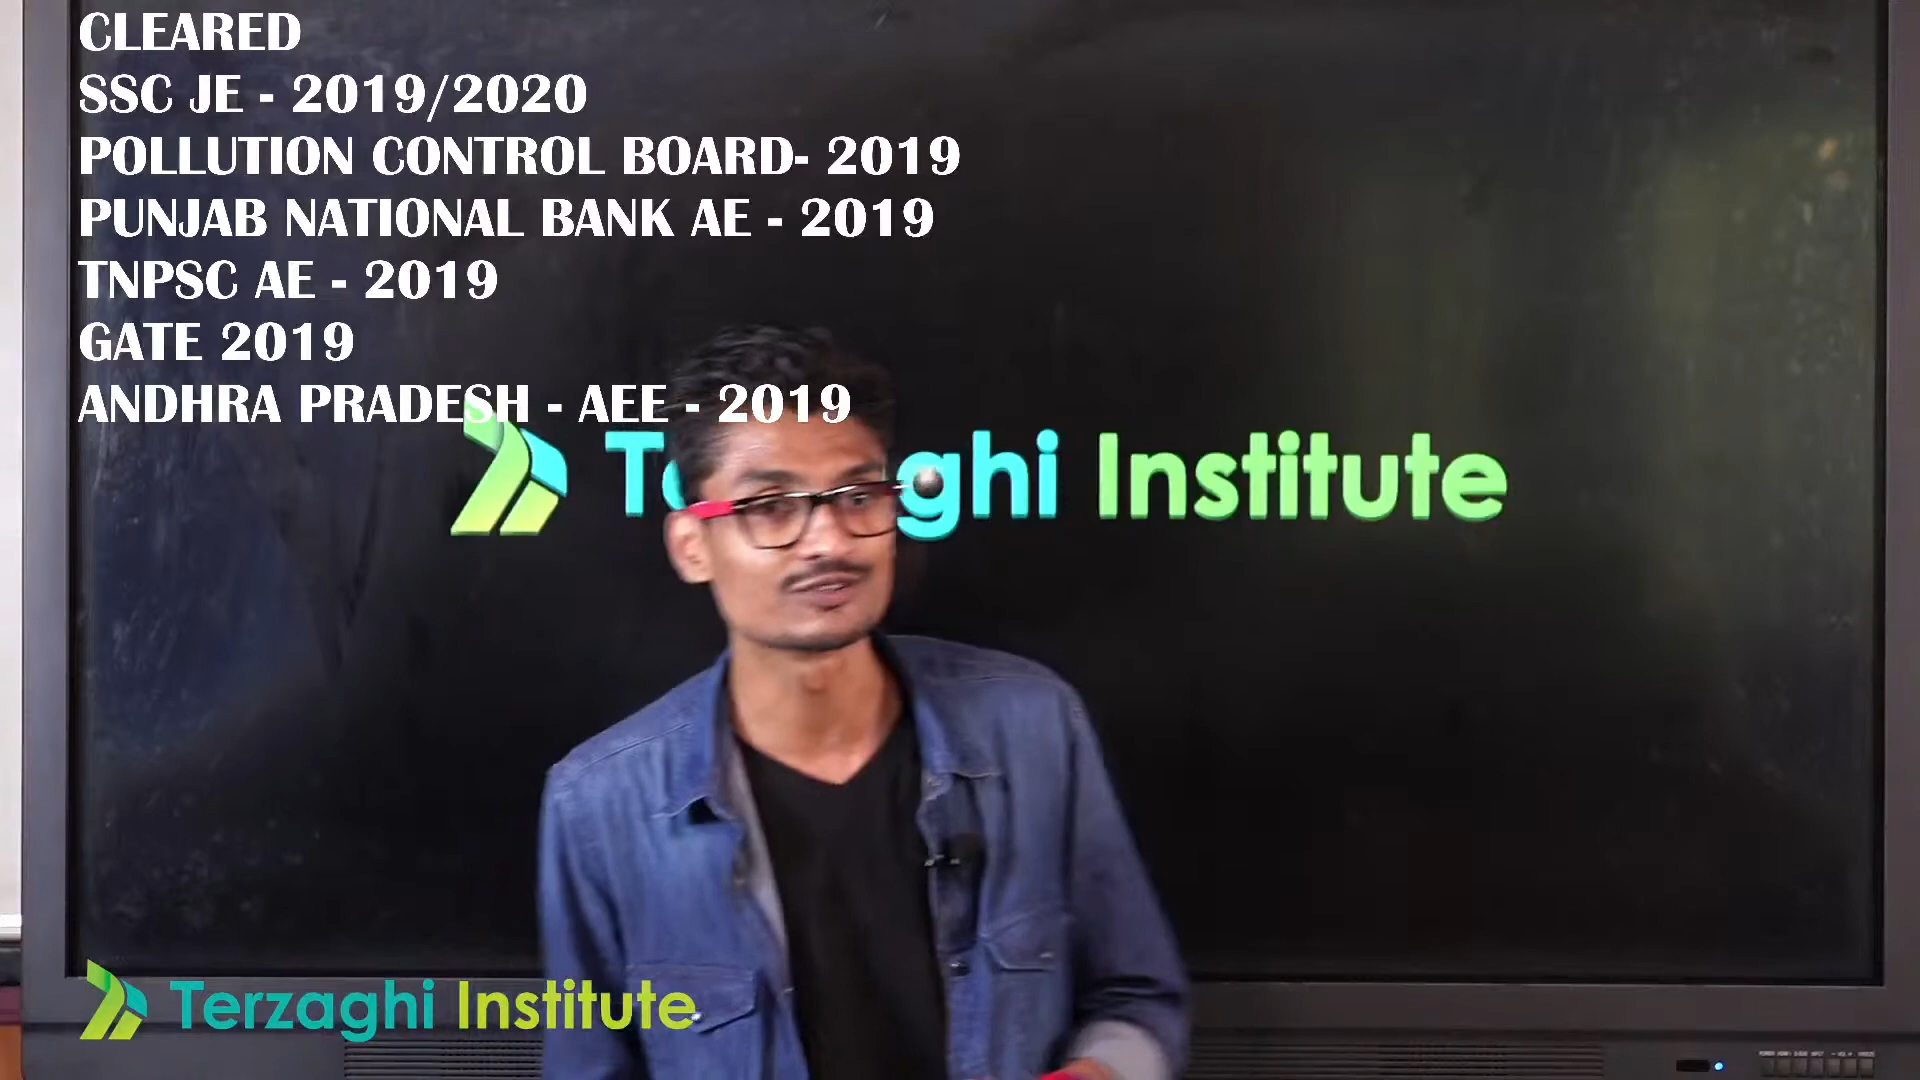 CLEARED
SSC JE - 2019/2020
POLLUTION CONTROL BOARD- 2019
PUNJAB NATIONAL BANK AE - 2019
TNPSC AE - 2019
GATE 2019
ANDHRA PRADESH - AEE - 2019
Institute
Terzaghi Institute